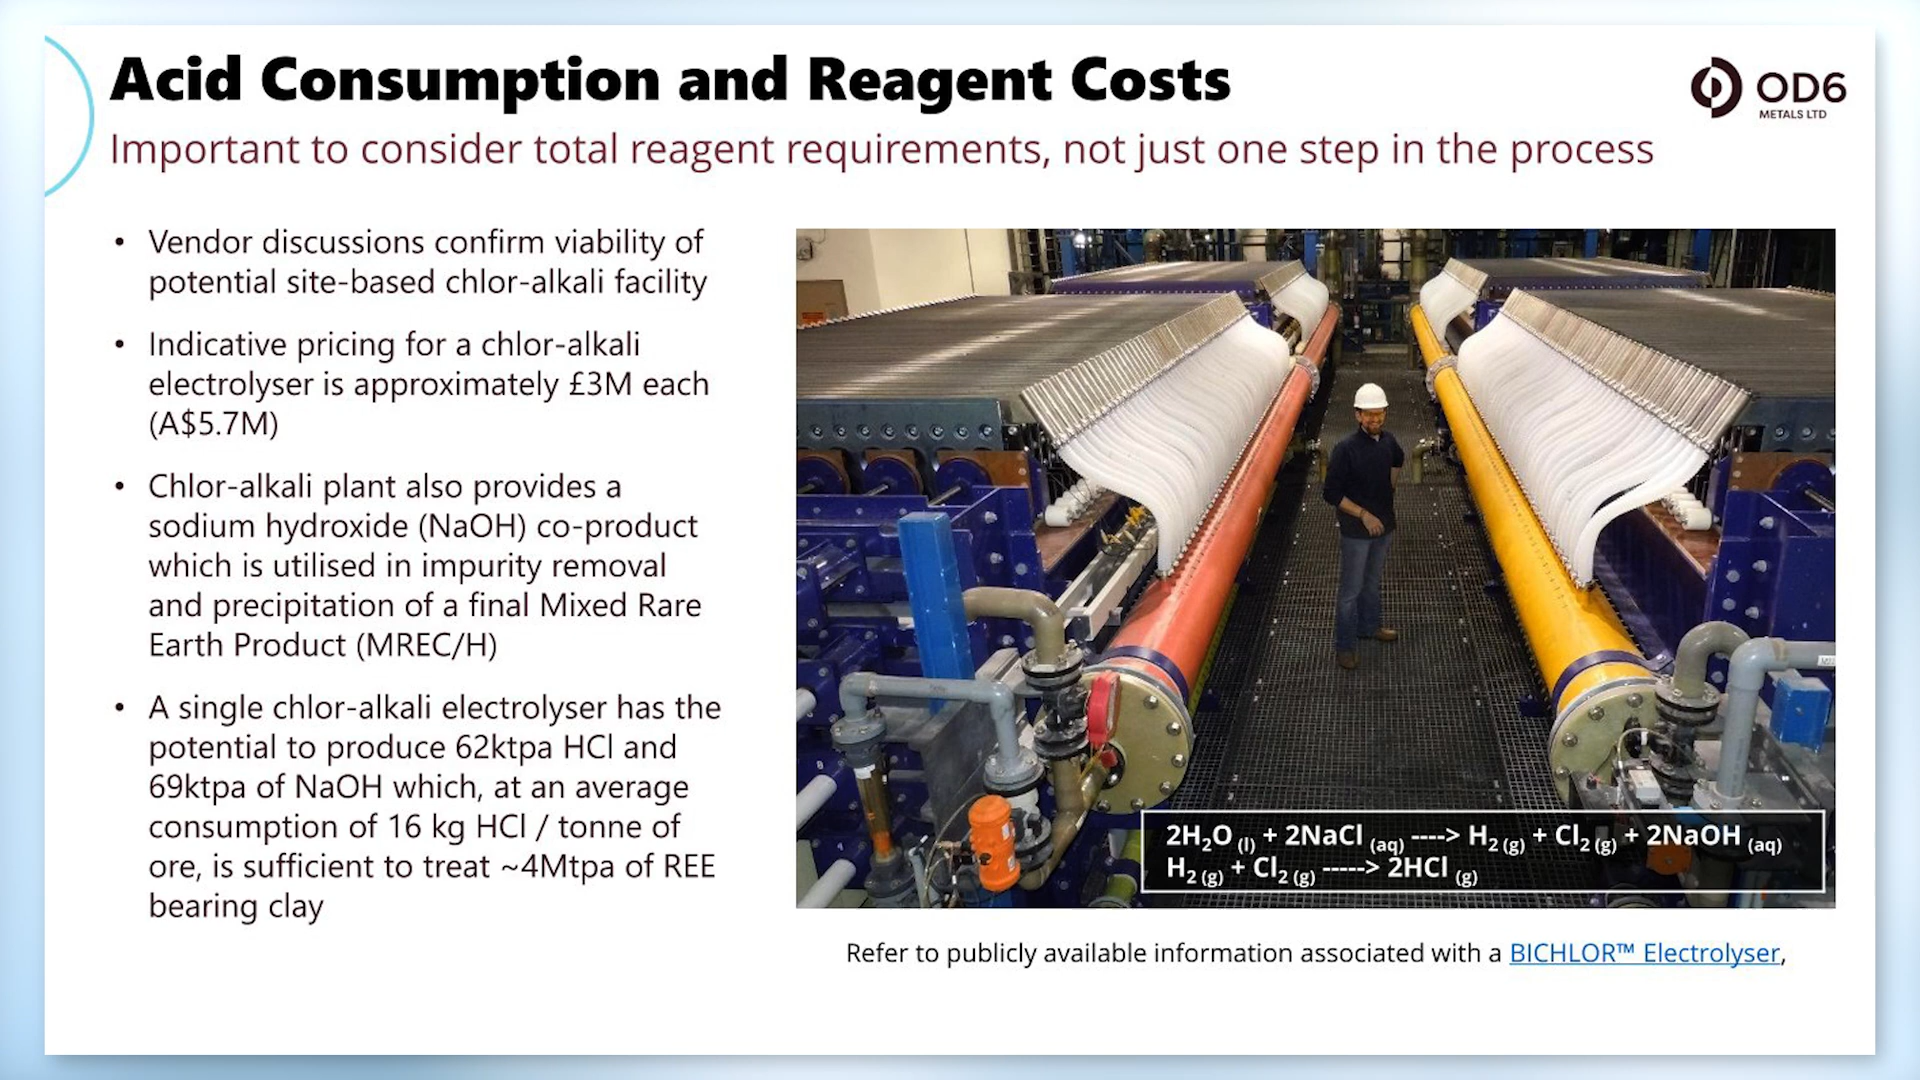 Acid Consumption and Reagent Costs
OD6
METALS LTD
Important to consider total reagent requirements, not just one step in the process
• Vendor discussions confirm viability of
potential site-based chlor-alkali facility
• Indicative pricing for a chlor-alkali
electrolyser is approximately £3M each
(A$5.7M)
• Chlor-alkali plant also provides a
sodium hydroxide (NaOH) co-product
which is utilised in impurity removal
and precipitation of a final Mixed Rare
Earth Product (MREC/H)
• A single chlor-alkali electrolyser has the
potential to produce 62ktpa HCl and
69ktpa of NaOH which, at an average
consumption of 16 kg HCl / tonne of
ore, is sufficient to treat ~4Mtpa of REE
bearing clay
2H₂O (l) + 2NaCl (aq) ----> H₂ (g) + Cl₂ (g) + 2NaOH (aq)
H₂ (g) + Cl₂ (g) -----> 2HCl (g)
Refer to publicly available information associated with a BICHLOR™ Electrolyser,